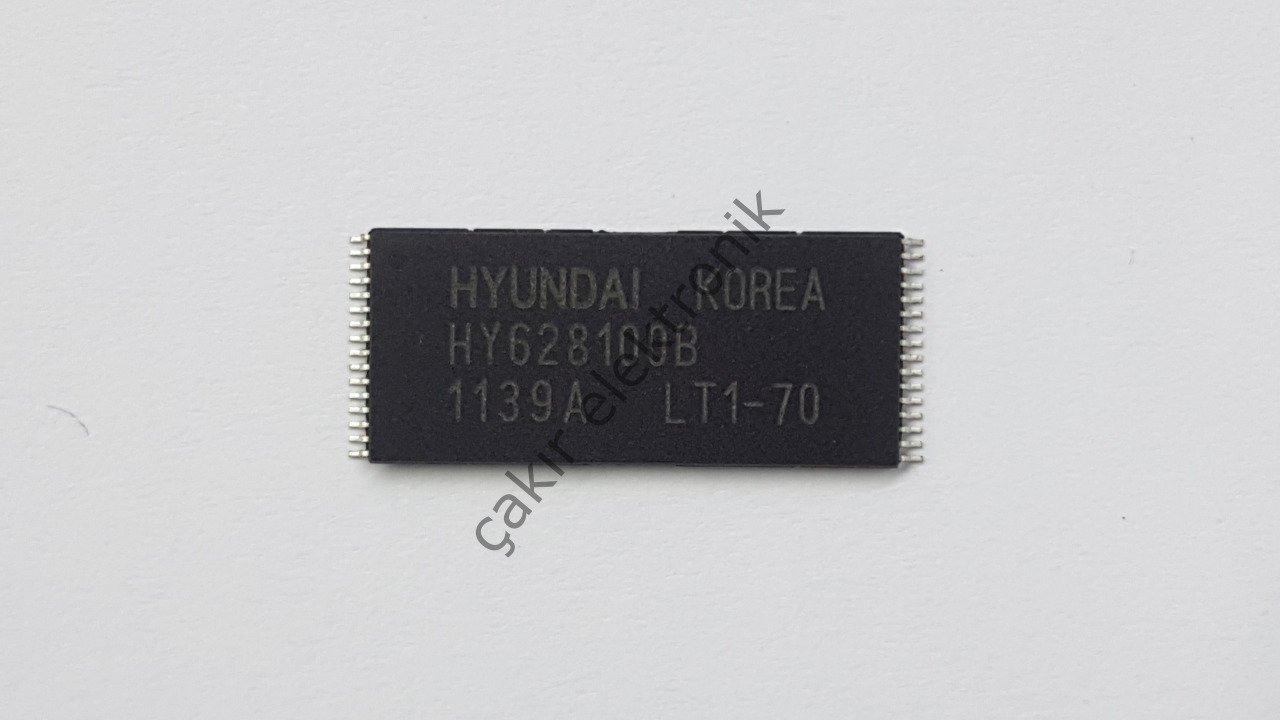 HYUNDAI KOREA
HY628100B
1139A LT1-70
çakır elektronik